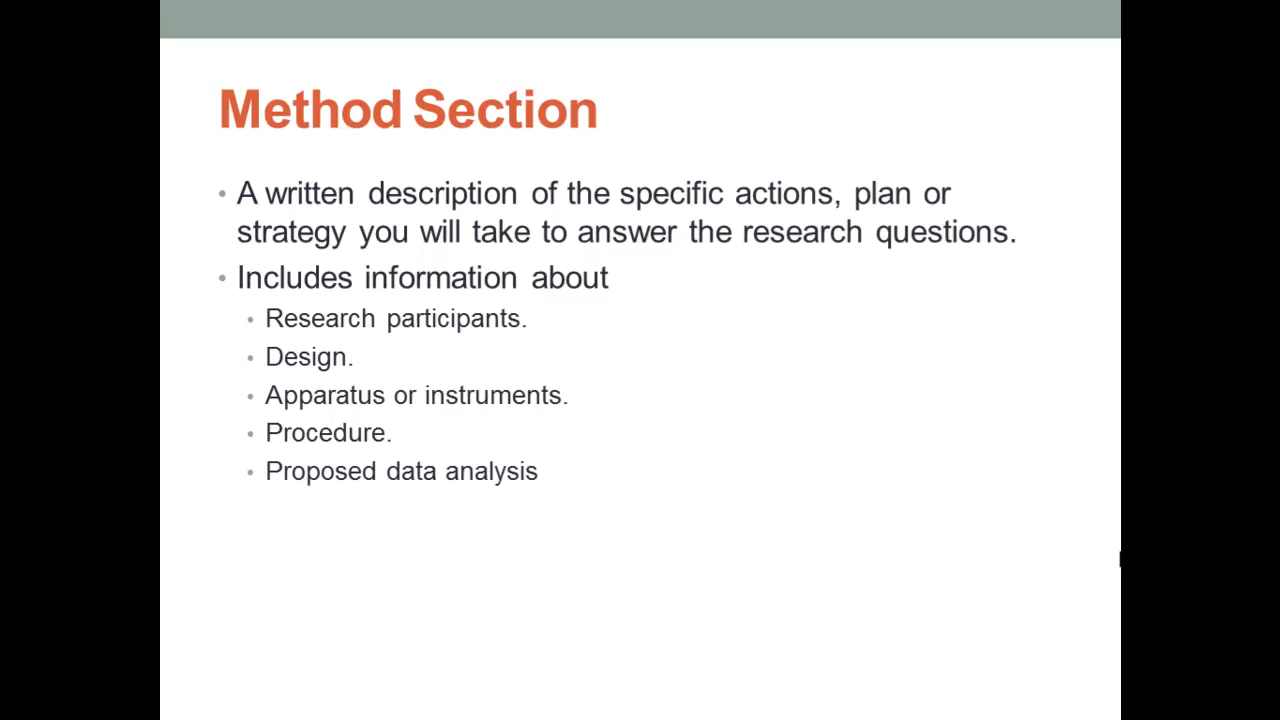 Method Section
• A written description of the specific actions, plan or
strategy you will take to answer the research questions.
• Includes information about
• Research participants.
• Design.
• Apparatus or instruments.
• Procedure.
• Proposed data analysis